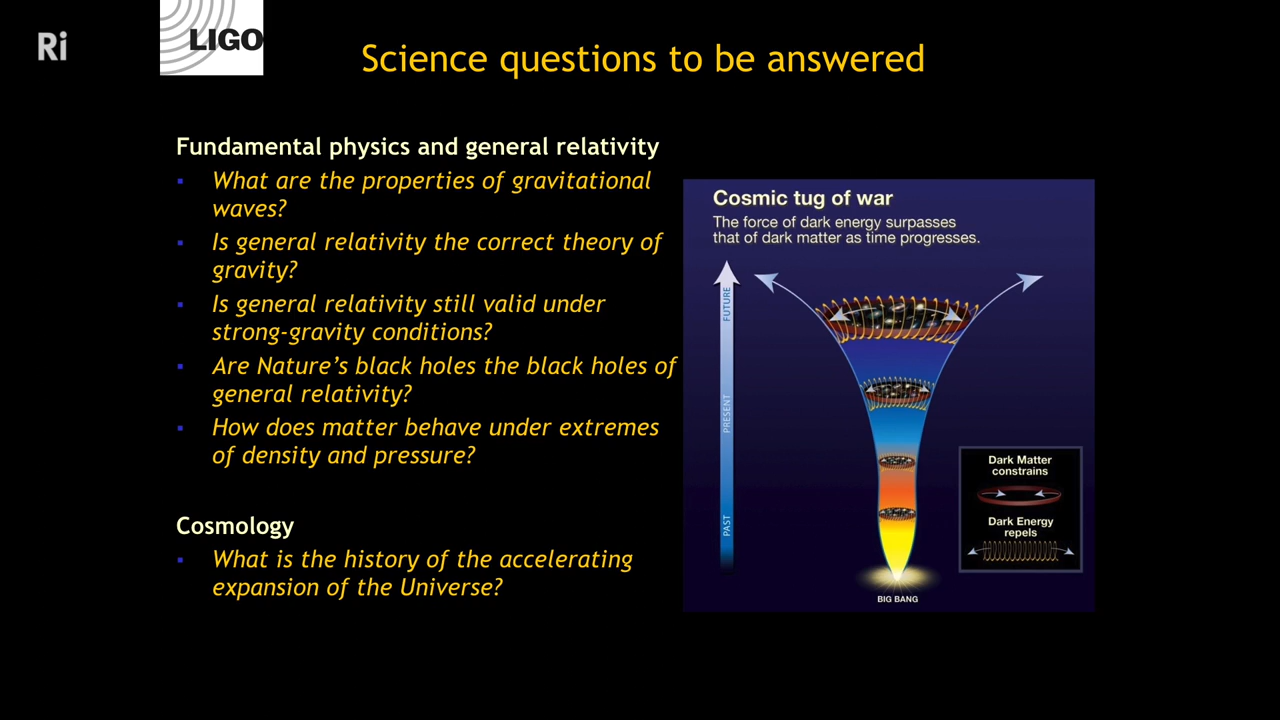 Ri
LIGO
Science questions to be answered
Fundamental physics and general relativity
▪ What are the properties of gravitational
waves?
▪ Is general relativity the correct theory of
gravity?
▪ Is general relativity still valid under
strong-gravity conditions?
▪ Are Nature’s black holes the black holes of
general relativity?
▪ How does matter behave under extremes
of density and pressure?
Cosmology
▪ What is the history of the accelerating
expansion of the Universe?
Cosmic tug of war
The force of dark energy surpasses
that of dark matter as time progresses.
FUTURE
PRESENT
PAST
Dark Matter
constrains
Dark Energy
repels
BIG BANG